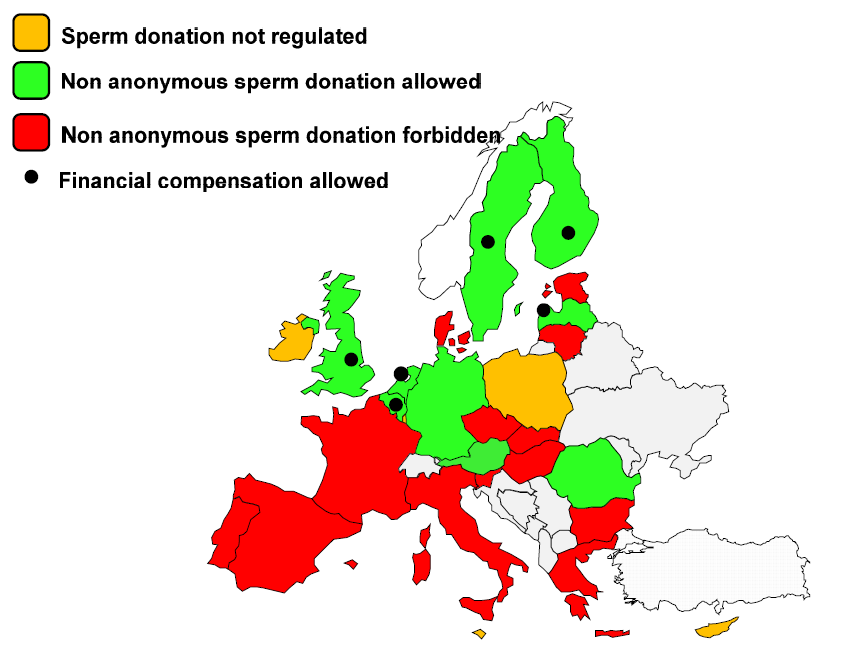 Sperm donation not regulated
Non anonymous sperm donation allowed
Non anonymous sperm donation forbidden
Financial compensation allowed